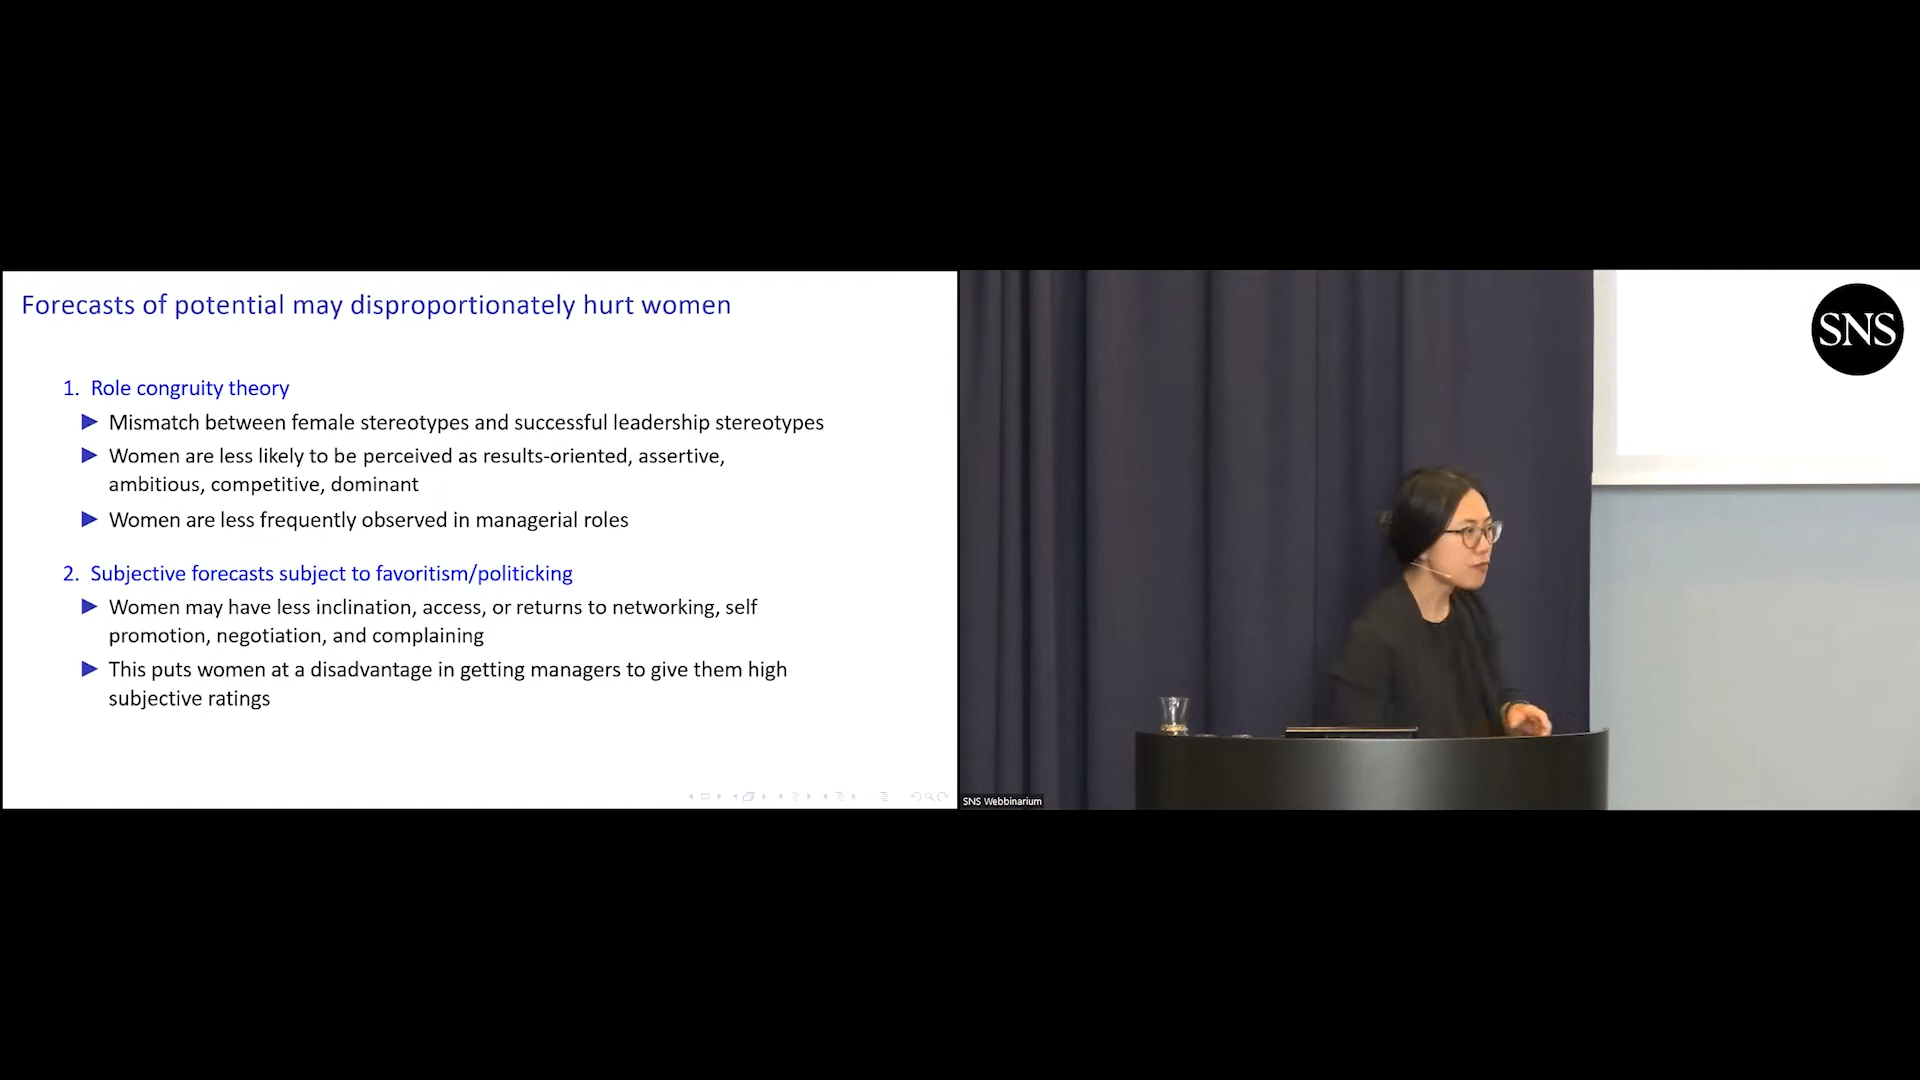 Forecasts of potential may disproportionately hurt women
1. Role congruity theory
Mismatch between female stereotypes and successful leadership stereotypes
Women are less likely to be perceived as results-oriented, assertive,
ambitious, competitive, dominant
Women are less frequently observed in managerial roles
2. Subjective forecasts subject to favoritism/politicking
Women may have less inclination, access, or returns to networking, self
promotion, negotiation, and complaining
This puts women at a disadvantage in getting managers to give them high
subjective ratings
SNS
SNS Webbinarium